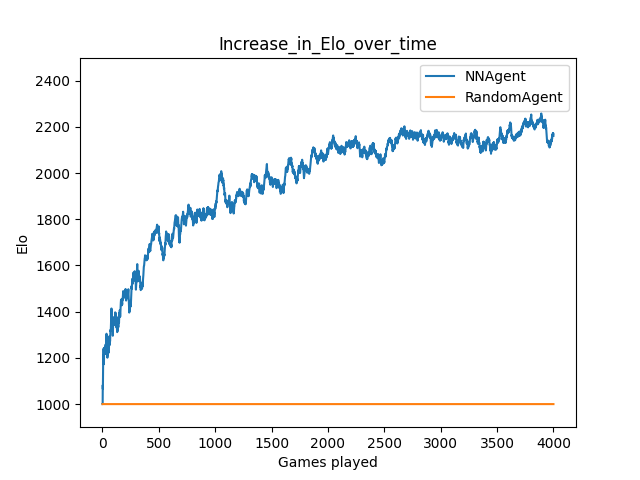 Increase_in_Elo_over_time
NNAgent
RandomAgent
2400
2200
2000
1800
1600
1400
1200
1000
Elo
0 500 1000 1500 2000 2500 3000 3500 4000
Games played